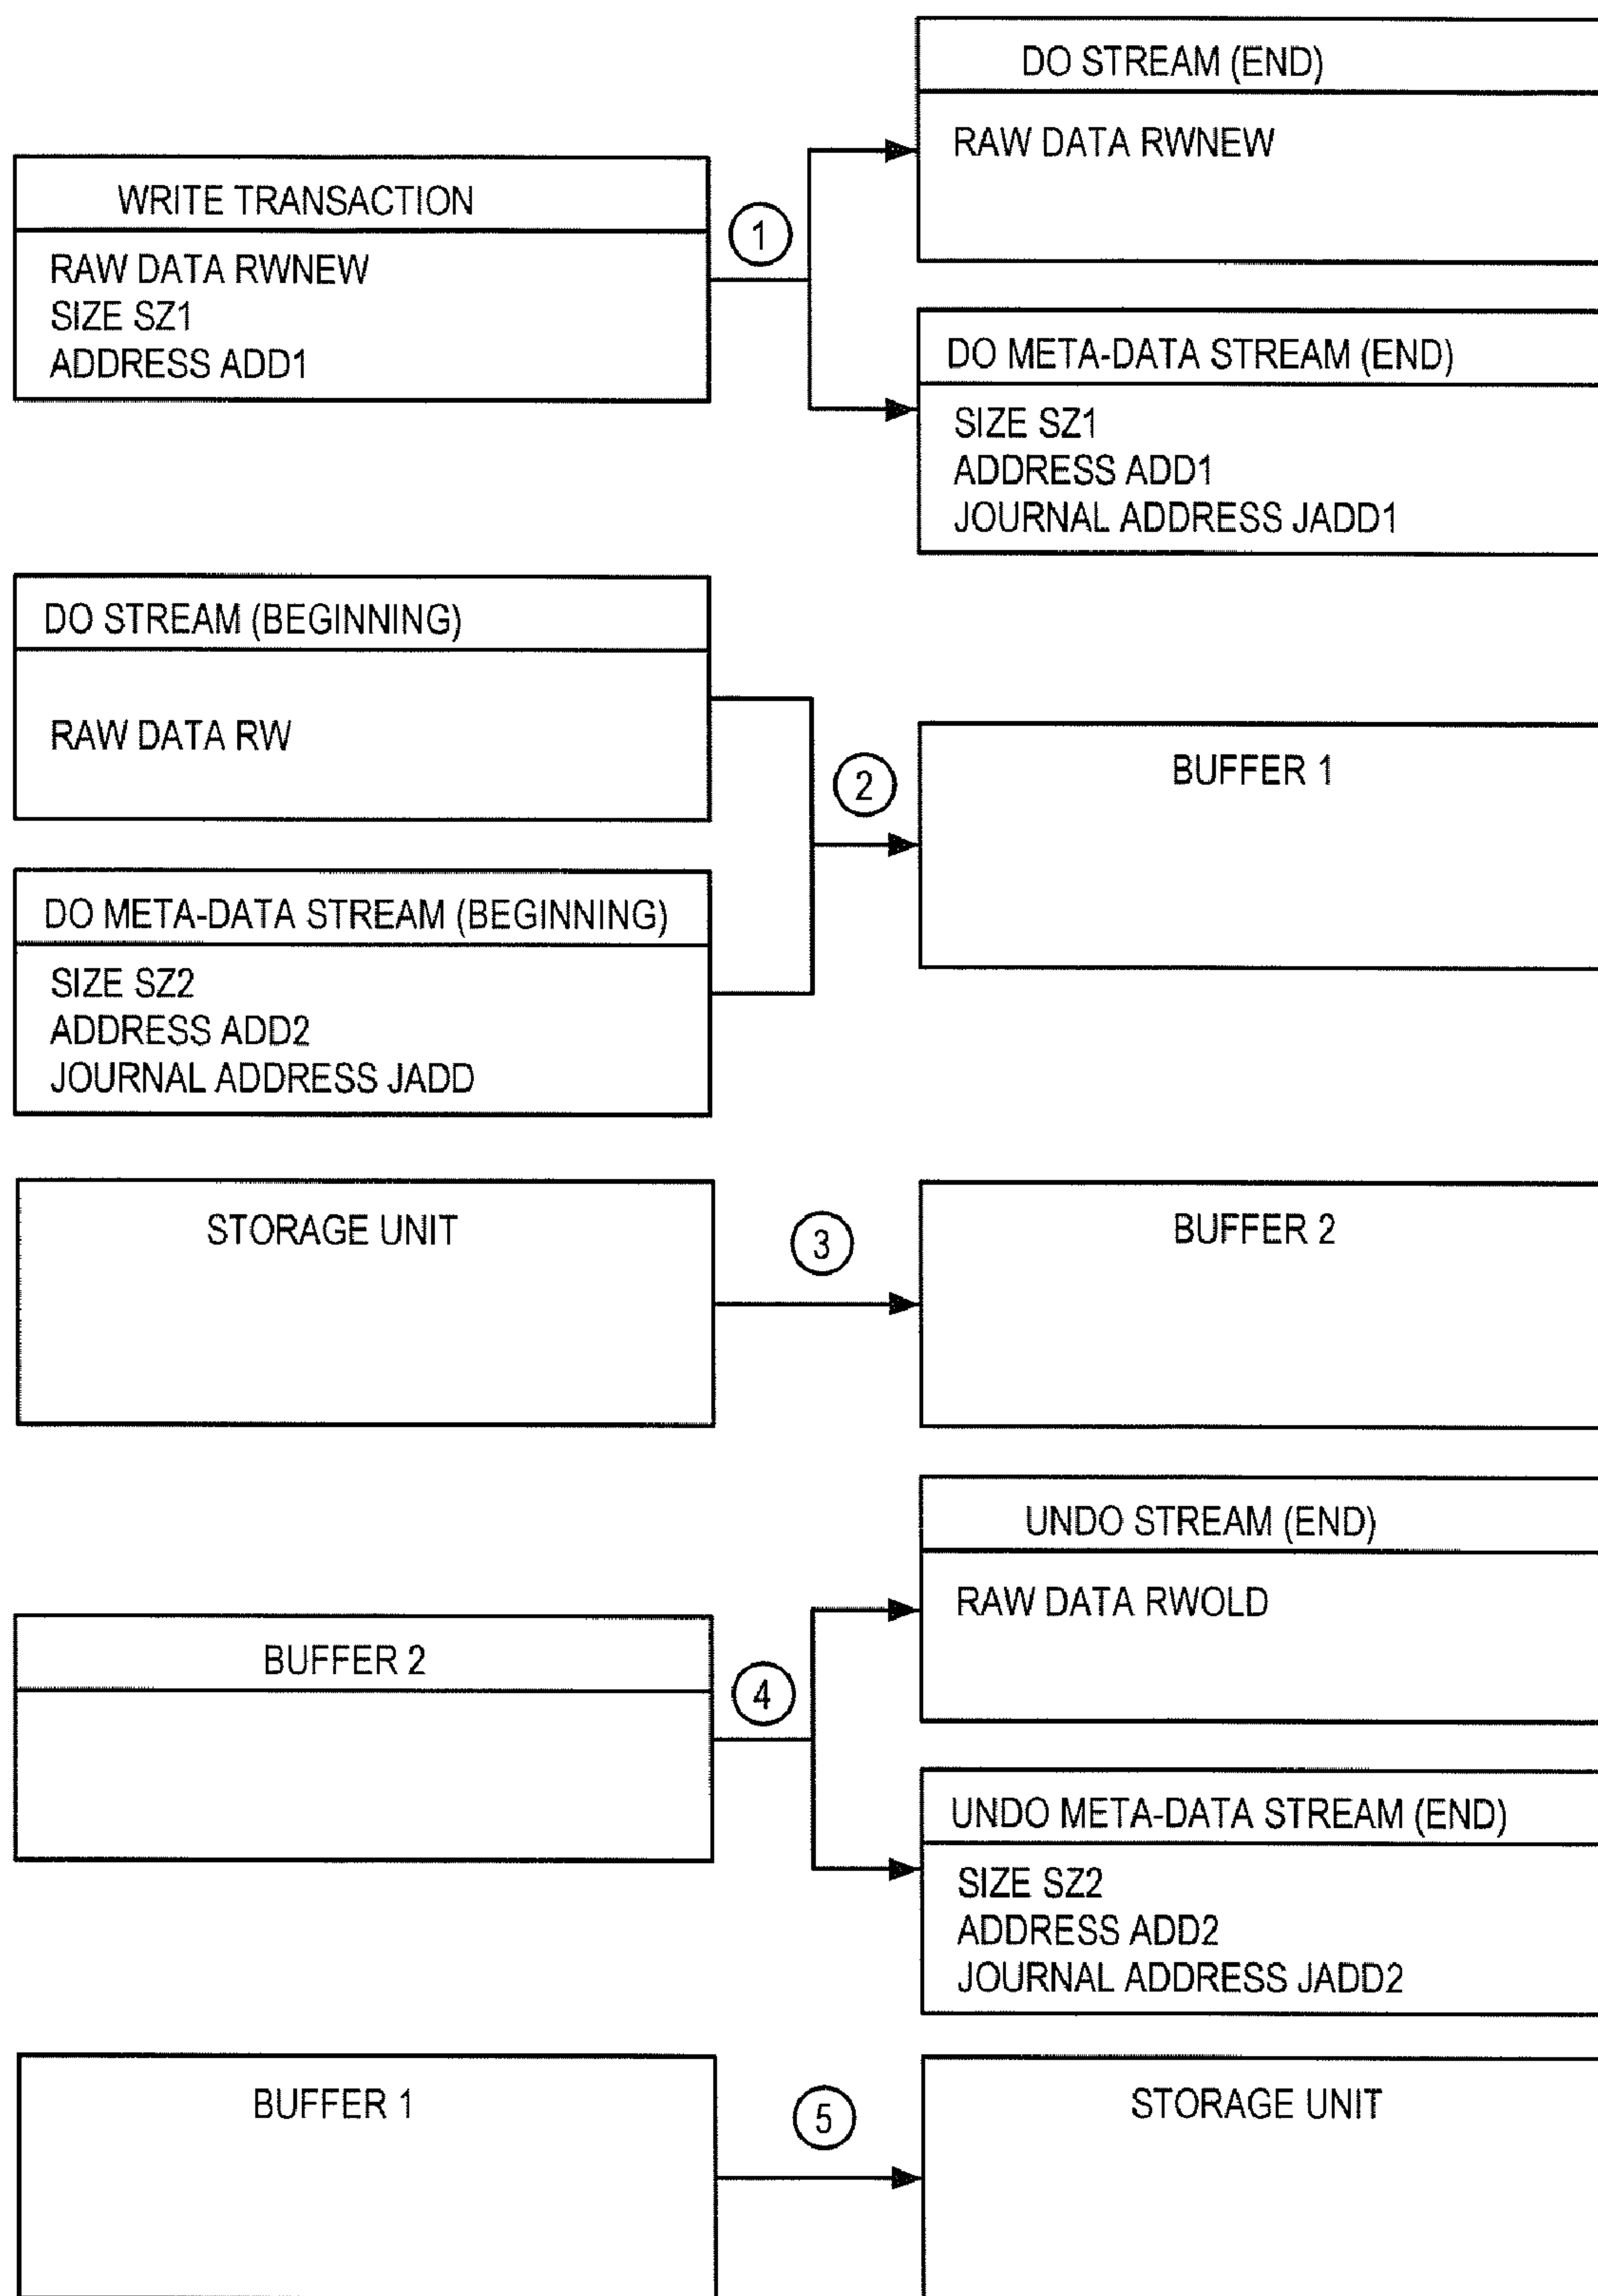 DO STREAM (END)
RAW DATA RWNEW
WRITE TRANSACTION
RAW DATA RWNEW
SIZE SZ1
ADDRESS ADD1
1
DO META-DATA STREAM (END)
SIZE SZ1
ADDRESS ADD1
JOURNAL ADDRESS JADD1
DO STREAM (BEGINNING)
RAW DATA RW
2
BUFFER 1
DO META-DATA STREAM (BEGINNING)
SIZE SZ2
ADDRESS ADD2
JOURNAL ADDRESS JADD
STORAGE UNIT
3
BUFFER 2
UNDO STREAM (END)
RAW DATA RWOLD
BUFFER 2
4
UNDO META-DATA STREAM (END)
SIZE SZ2
ADDRESS ADD2
JOURNAL ADDRESS JADD2
BUFFER 1
5
STORAGE UNIT